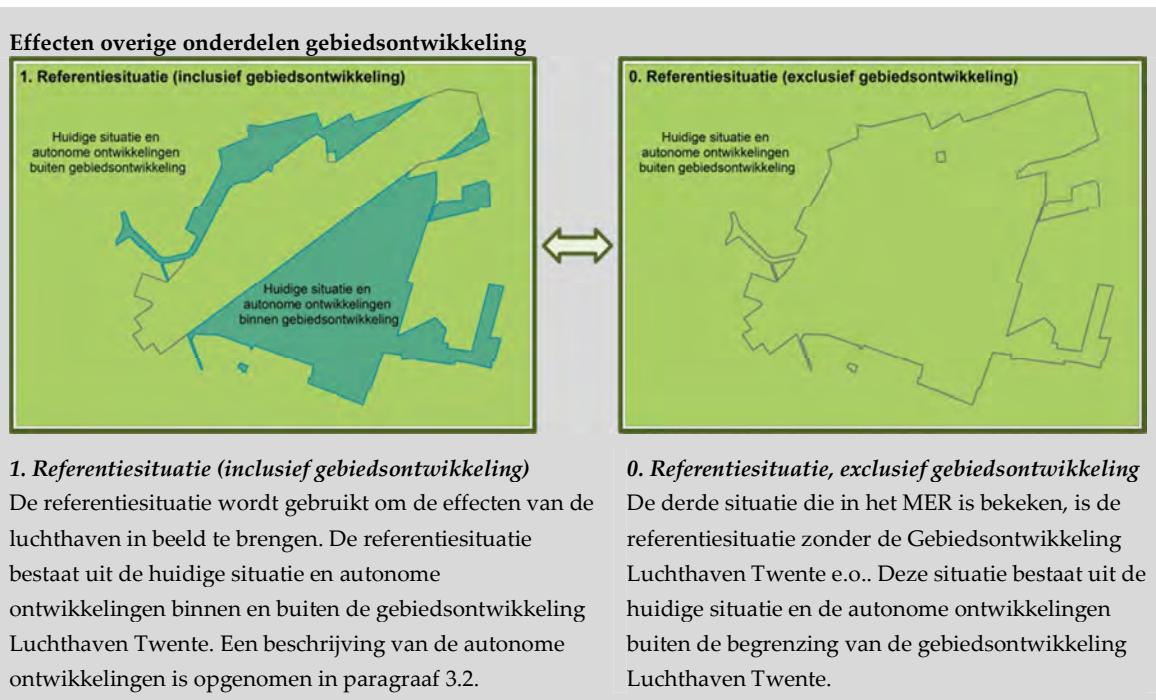 Effecten overige onderdelen gebiedsontwikkeling
1. Referentiesituatie (inclusief gebiedsontwikkeling)
Huidige situatie en
autonome ontwikkelingen
buiten gebiedsontwikkeling
Huidige situatie en
autonome ontwikkelingen
binnen gebiedsontwikkeling
0. Referentiesituatie (exclusief gebiedsontwikkeling)
Huidige situatie en
autonome ontwikkelingen
buiten gebiedsontwikkeling
1. Referentiesituatie (inclusief gebiedsontwikkeling)
De referentiesituatie wordt gebruikt om de effecten van de
luchthaven in beeld te brengen. De referentiesituatie
bestaat uit de huidige situatie en autonome
ontwikkelingen binnen en buiten de gebiedsontwikkeling
Luchthaven Twente. Een beschrijving van de autonome
ontwikkelingen is opgenomen in paragraaf 3.2.
0. Referentiesituatie, exclusief gebiedsontwikkeling
De derde situatie die in het MER is bekeken, is de
referentiesituatie zonder de Gebiedsontwikkeling
Luchthaven Twente e.o.. Deze situatie bestaat uit de
huidige situatie en de autonome ontwikkelingen
buiten de begrenzing van de gebiedsontwikkeling
Luchthaven Twente.